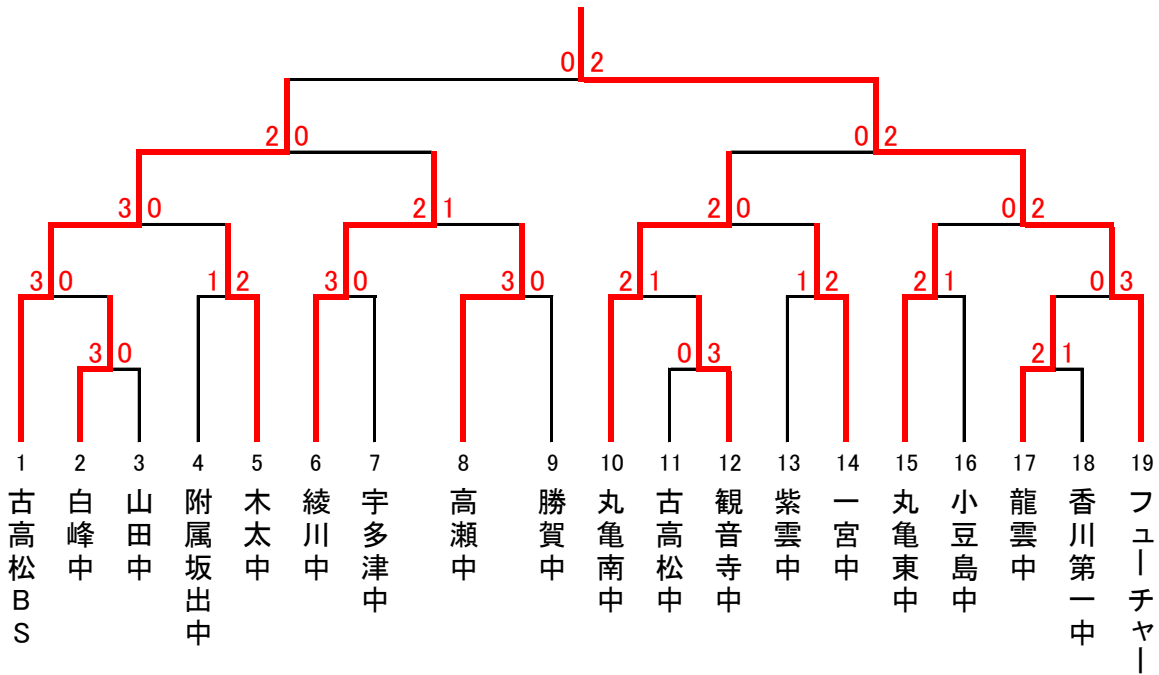 0 2
2 0
0 2
3 0
2 1
2 0
0 2
3 0
1 2
3 0
3 0
2 1
1 2
2 1
0 3
3 0
0 3
2 1
1
2
3
4
5
6
7
8
9
10
11
12
13
14
15
16
17
18
19
古高松BS
白峰中
山田中
附属坂出中
木太中
綾川中
宇多津中
高瀬中
勝賀中
丸亀南中
古高松中
観音寺中
紫雲中
一宮中
丸亀東中
小豆島中
龍雲中
香川第一中
フューチャー